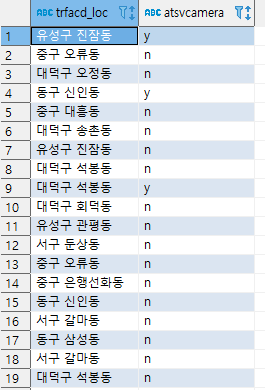 ABC trfacd_loc ABC atsvcamera
1 유성구 진잠동 y
2 중구 오류동 n
3 대덕구 오정동 n
4 동구 신인동 y
5 중구 대흥동 n
6 대덕구 송촌동 n
7 유성구 진잠동 n
8 대덕구 석봉동 n
9 대덕구 석봉동 y
10 대덕구 회덕동 n
11 유성구 관평동 n
12 서구 둔산동 n
13 중구 오류동 n
14 중구 은행선화동 n
15 동구 신인동 n
16 서구 갈마동 n
17 동구 삼성동 n
18 서구 갈마동 n
19 대덕구 석봉동 n